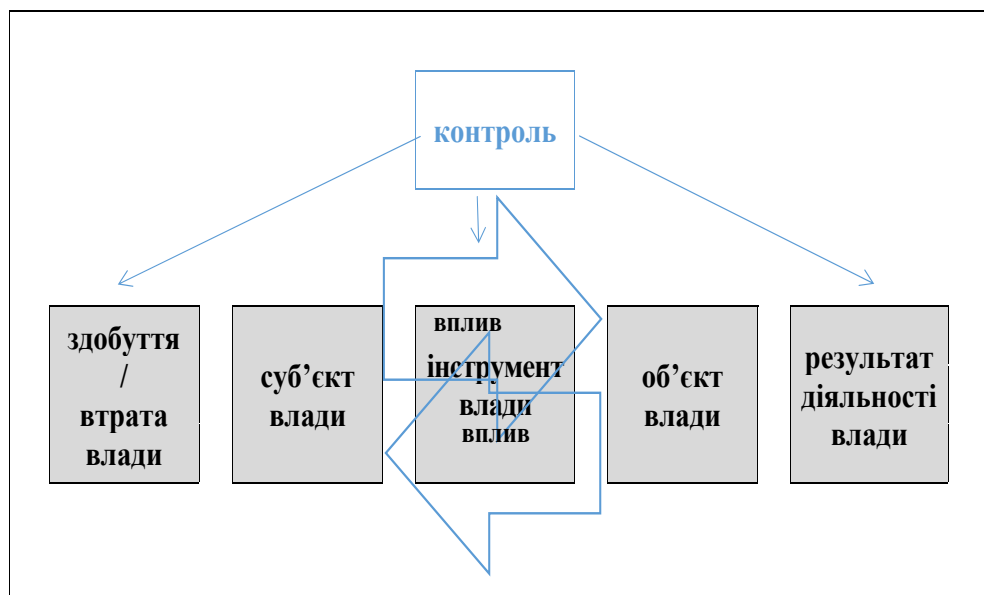 контроль
здобуття
/
втрата
влади
суб’єкт
влади
вплив
інструмент
влади
вплив
об’єкт
влади
результат
діяльності
влади